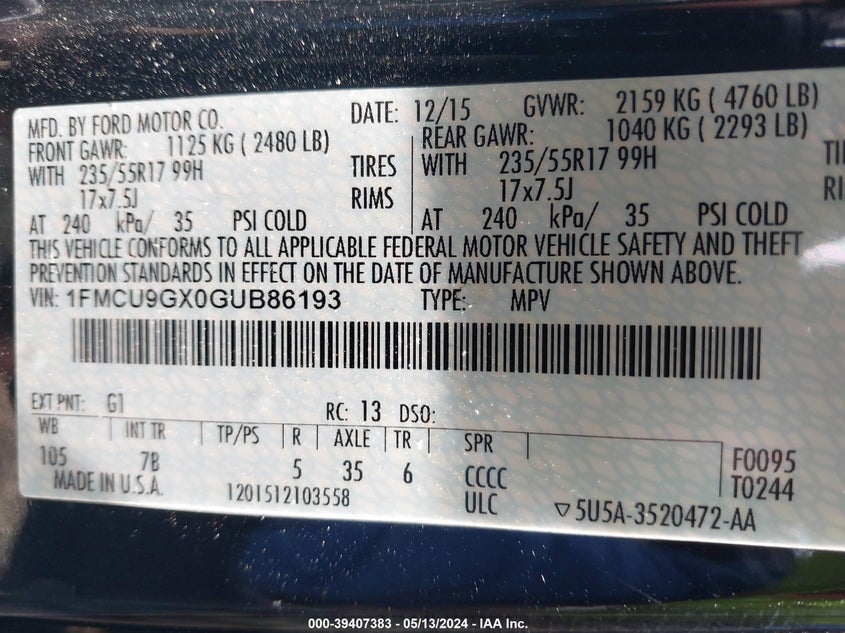 MFD. BY FORD MOTOR CO. DATE: 12/15 GVWR: 2159 KG ( 4760 LB)
FRONT GAWR: 1125 KG ( 2480 LB) REAR GAWR: 1040 KG ( 2293 LB)
WITH 235/55R17 99H TIRES WITH 235/55R17 99H
17x7.5J RIMS 17x7.5J
AT 240 kPa/ 35 PSI COLD AT 240 kPa/ 35 PSI COLD
THIS VEHICLE CONFORMS TO ALL APPLICABLE FEDERAL MOTOR VEHICLE SAFETY AND THEFT
PREVENTION STANDARDS IN EFFECT ON THE DATE OF MANUFACTURE SHOWN ABOVE.
VIN: 1FMCU9GX0GUB86193 TYPE: MPV
EXT PNT: G1 RC: 13 DSO:
WB INT TR TP/PS R AXLE TR SPR
105 7B 5 35 6 CCCC F0095
MADE IN U.S.A. 1201512103558 ULC T0244
▽5U5A-3520472-AA
000-39407383 - 05/13/2024 - IAA Inc.